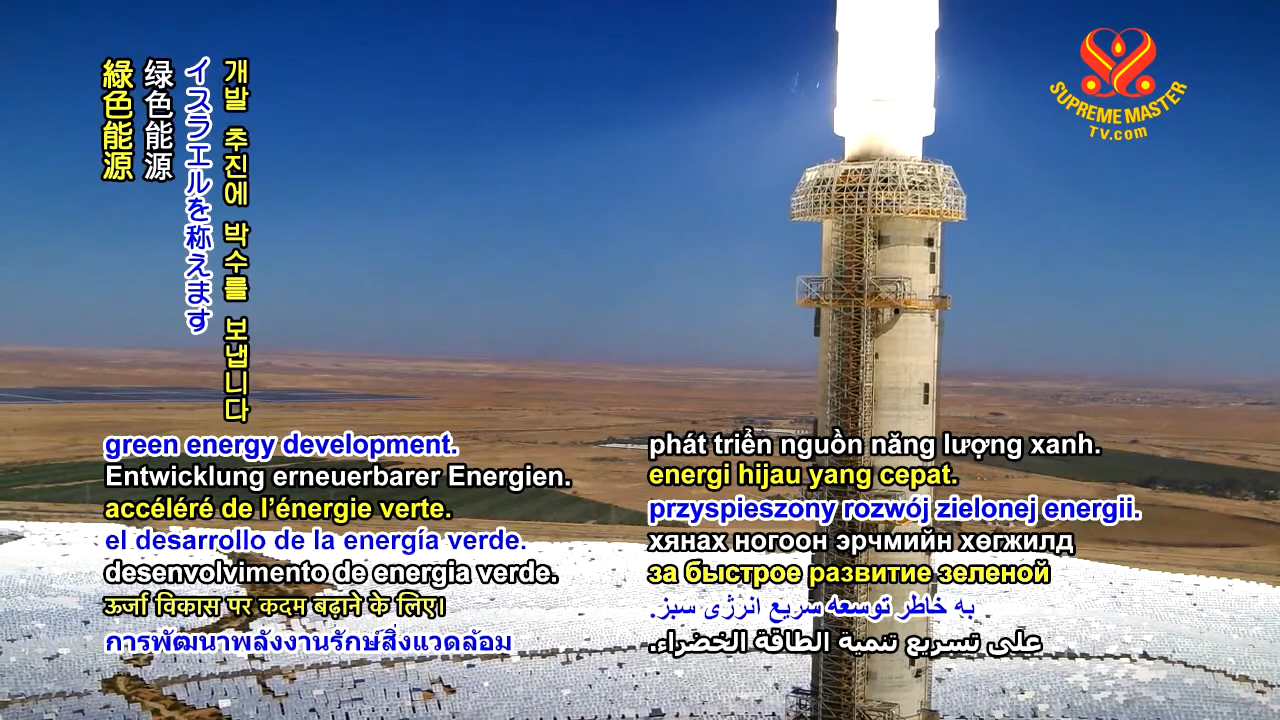 綠色能源
绿色能源
イスラエルを称えます
개발 추진에 박수를 보냅니다
green energy development.
Entwicklung erneuerbarer Energien.
accéléré de l’énergie verte.
el desarrollo de la energía verde.
desenvolvimento de energia verde.
ऊर्जा विकास पर कदम बढ़ाने के लिए।
การพัฒนาพลังงานรักษ์สิ่งแวดล้อม
phát triển nguồn năng lượng xanh.
energi hijau yang cepat.
przyspieszony rozwój zielonej energii.
хянах ногоон эрчмийн хөгжилд
за быстрое развитие зеленой
به خاطر توسعه سریع انرژی سبز.
على تسريع تنمية الطاقة الخضراء.
SUPREME MASTER
TV.com